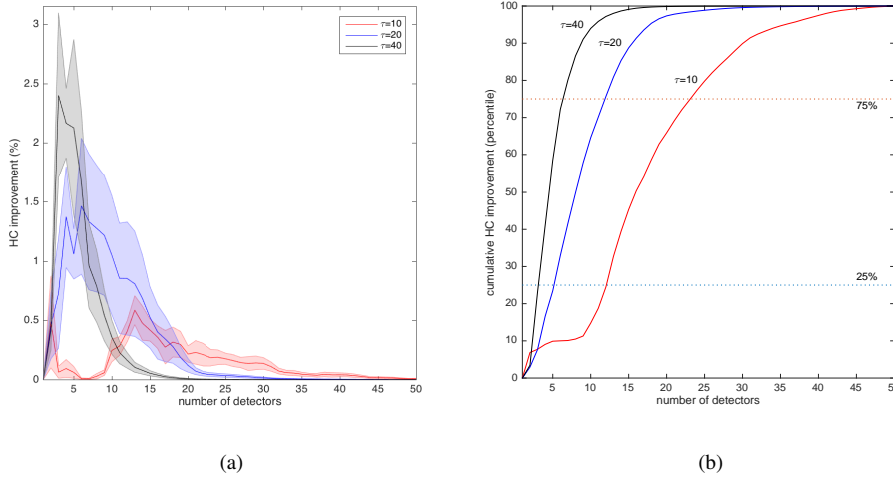 3
2.5
2
1.5
1
0.5
0
HC improvement (%)
τ=10
τ=20
τ=40
0 5 10 15 20 25 30 35 40 45 50
number of detectors
(a)
100
90
80
70
60
50
40
30
20
10
0
cumulative HC improvement (percentile)
τ=40
τ=20
τ=10
75%
25%
5 10 15 20 25 30 35 40 45 50
number of detectors
(b)